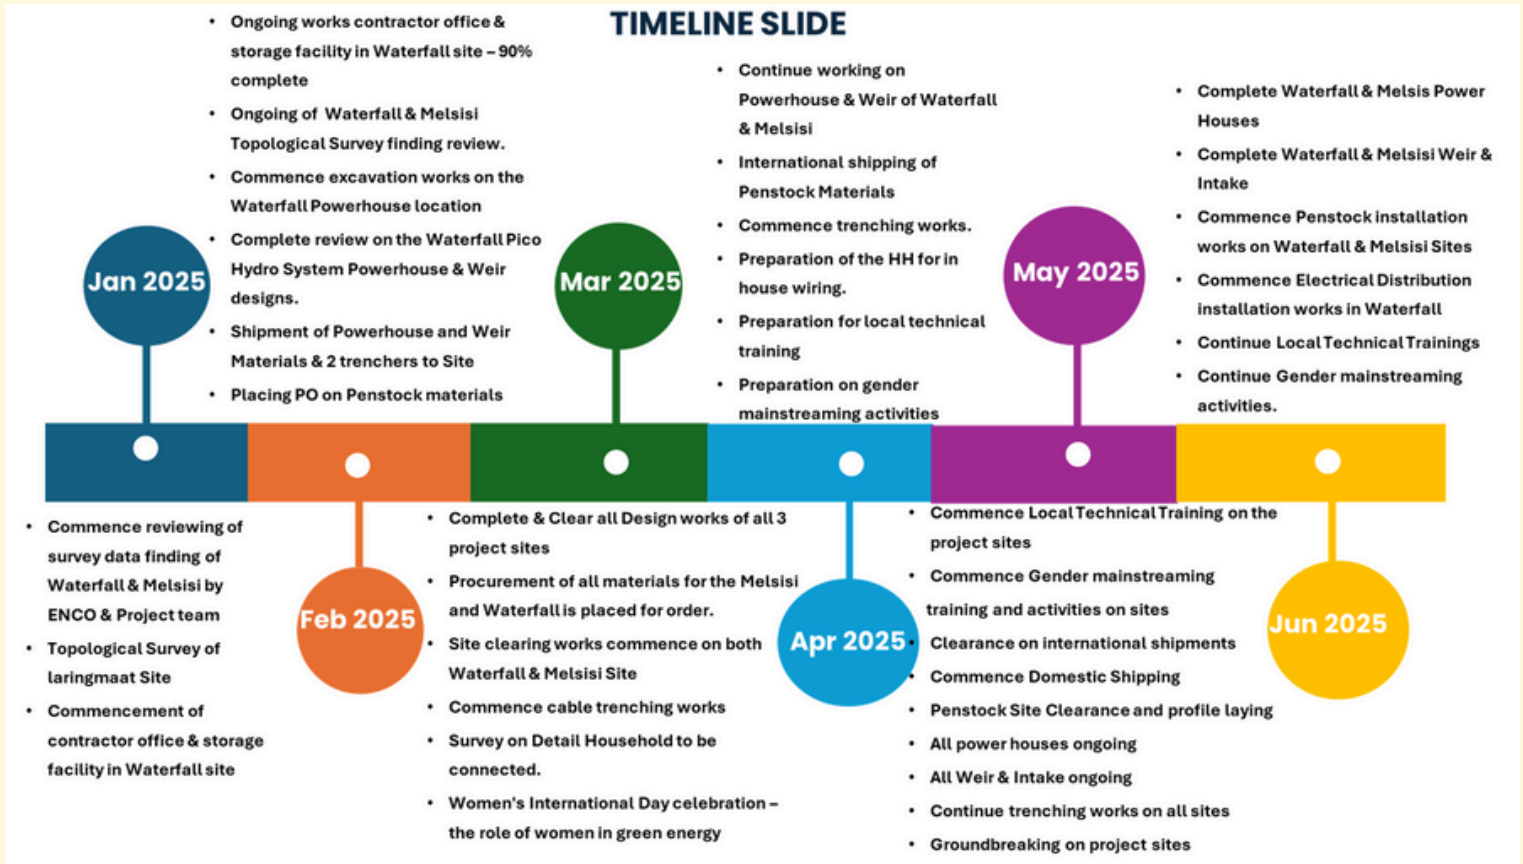 TIMELINE SLIDE
Jan 2025
• Commence reviewing of
survey data finding of
Waterfall & Melsisi by
ENCO & Project team
• Topological Survey of
laringmaat Site
• Commencement of
contractor office & storage
facility in Waterfall site
Feb 2025
• Ongoing works contractor office &
storage facility in Waterfall site – 90%
complete
• Ongoing of Waterfall & Melsisi
Topological Survey finding review.
• Commence excavation works on the
Waterfall Powerhouse location
• Complete review on the Waterfall Pico
Hydro System Powerhouse & Weir
designs.
• Shipment of Powerhouse and Weir
Materials & 2 trenchers to Site
• Placing PO on Penstock materials
Mar 2025
• Complete & Clear all Design works of all 3
project sites
• Procurement of all materials for the Melsisi
and Waterfall is placed for order.
• Site clearing works commence on both
Waterfall & Melsisi Site
• Commence cable trenching works
• Survey on Detail Household to be
connected.
• Women's International Day celebration –
the role of women in green energy
Apr 2025
• Continue working on
Powerhouse & Weir of Waterfall
& Melsisi
• International shipping of
Penstock Materials
• Commence trenching works.
• Preparation of the HH for in
house wiring.
• Preparation for local technical
training
• Preparation on gender
mainstreaming activities
May 2025
• Commence Local Technical Training on the
project sites
• Commence Gender mainstreaming
training and activities on sites
• Clearance on international shipments
• Commence Domestic Shipping
• Penstock Site Clearance and profile laying
• All power houses ongoing
• All Weir & Intake ongoing
• Continue trenching works on all sites
• Groundbreaking on project sites
Jun 2025
• Complete Waterfall & Melsis Power
Houses
• Complete Waterfall & Melsisi Weir &
Intake
• Commence Penstock installation
works on Waterfall & Melsisi Sites
• Commence Electrical Distribution
installation works in Waterfall
• Continue Local Technical Trainings
• Continue Gender mainstreaming
activities.